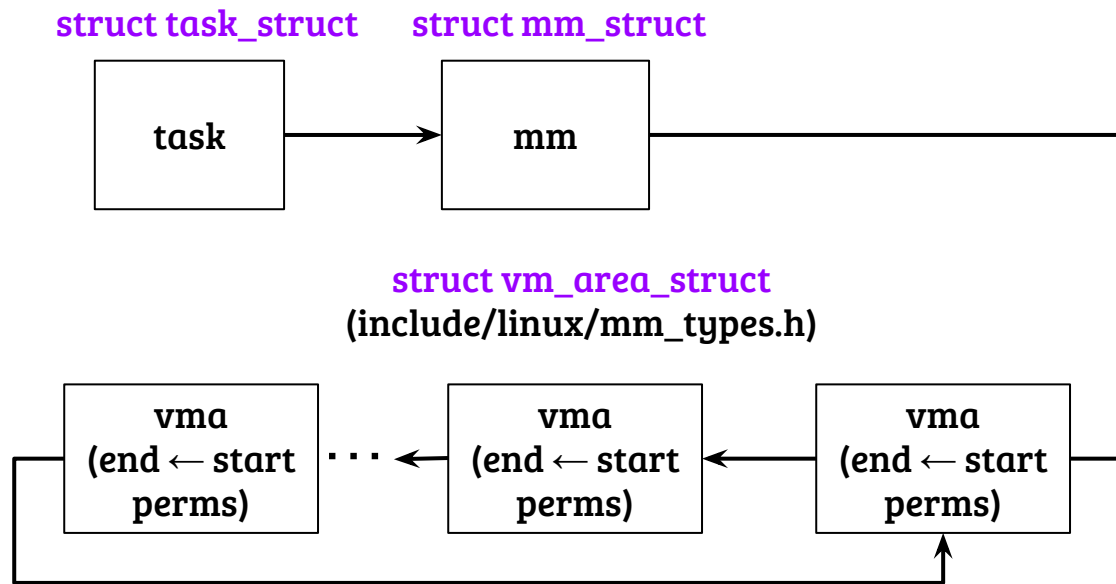 struct task_struct
struct mm_struct
task
mm
struct vm_area_struct
(include/linux/mm_types.h)
vma
(end ← start
perms)
...
vma
(end ← start
perms)
vma
(end ← start
perms)